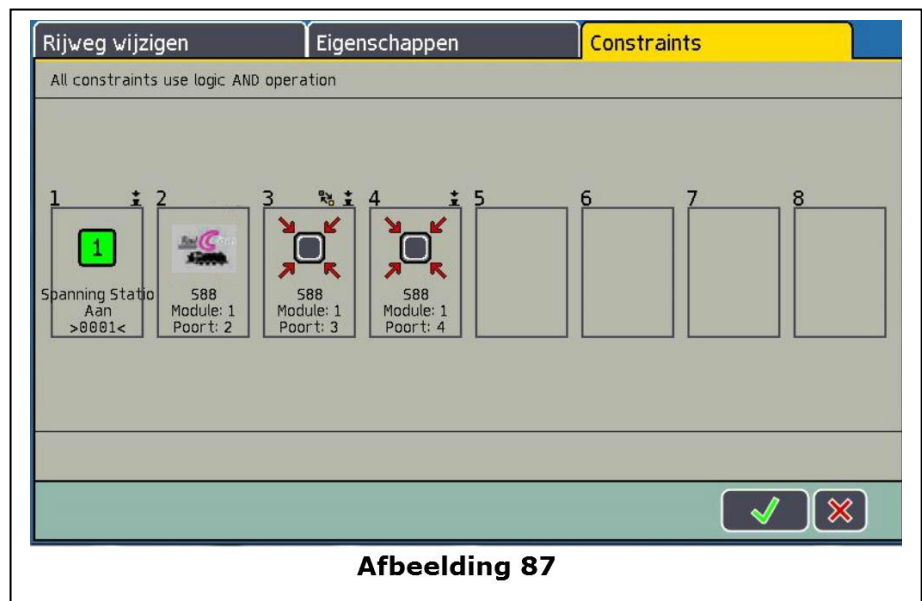 Rijweg wijzigen Eigenschappen Constraints
All constraints use logic AND operation
1 2 3 4 5 6 7 8
1
Spanning Statio
Aan
>0001<
S88
Module: 1
Poort: 2
S88
Module: 1
Poort: 3
S88
Module: 1
Poort: 4
Afbeelding 87